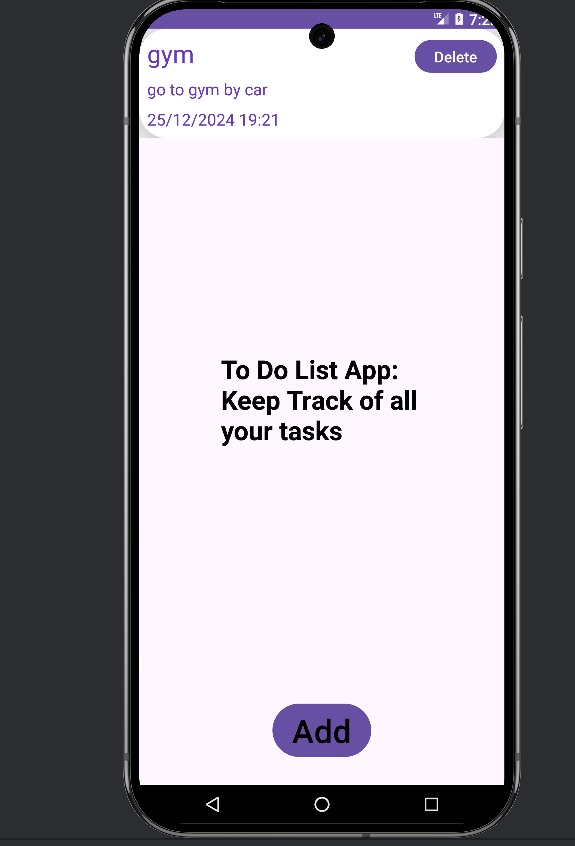 LTE 7:2
gym
Delete
go to gym by car
25/12/2024 19:21
To Do List App:
Keep Track of all
your tasks
Add